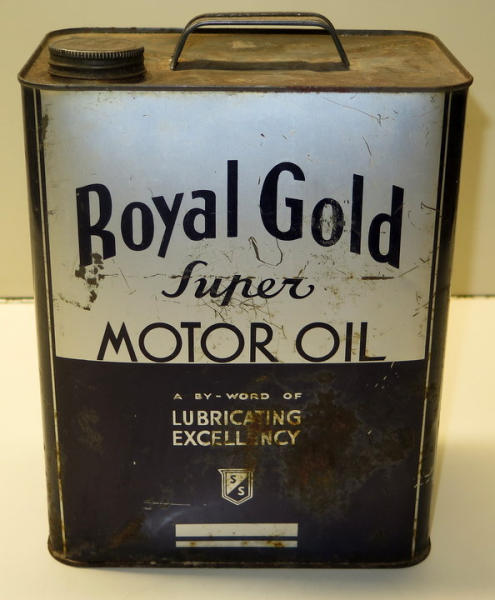 Royal Gold
Super
MOTOR OIL
A BY-WORD OF
LUBRICATING
EXCELLENCY
S
S